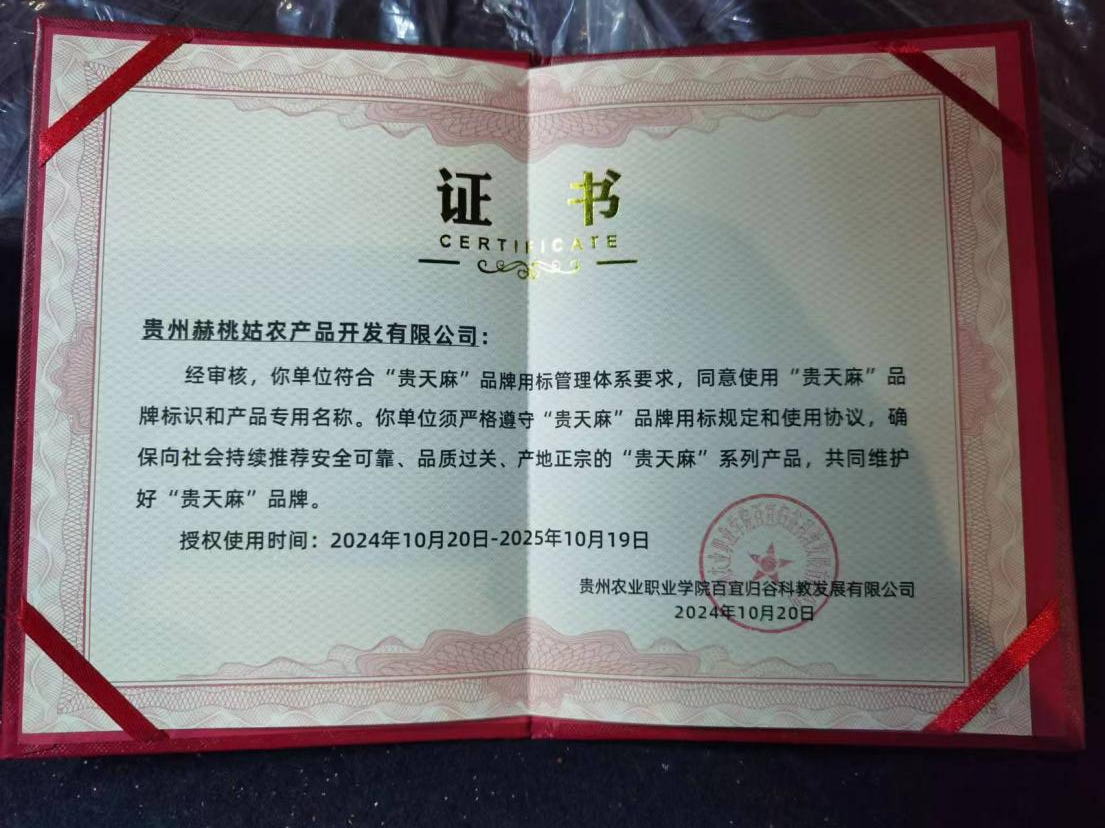 证 书
CERTIFICATE
贵州赫桃姑农产品开发有限公司：
经审核，你单位符合“贵天麻”品牌用标管理体系要求，同意使用“贵天麻”品
牌标识和产品专用名称。你单位须严格遵守“贵天麻”品牌用标规定和使用协议，确
保向社会持续推荐安全可靠、品质过关、产地正宗的“贵天麻”系列产品，共同维护
好“贵天麻”品牌。
授权使用时间：2024年10月20日-2025年10月19日
贵州农业职业学院百宜归谷科教发展有限公司
2024年10月20日